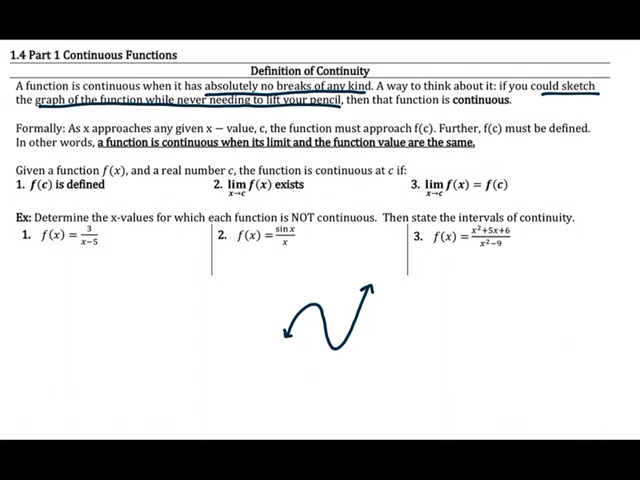 1.4 Part 1 Continuous Functions
Definition of Continuity
A function is continuous when it has absolutely no breaks of any kind. A way to think about it: if you could sketch
the graph of the function while never needing to lift your pencil, then that function is continuous.
Formally: As x approaches any given x − value, c, the function must approach f(c). Further, f(c) must be defined.
In other words, a function is continuous when its limit and the function value are the same.
Given a function f(x), and a real number c, the function is continuous at c if:
1. f(c) is defined 2. lim x→c f(x) exists 3. lim x→c f(x) = f(c)
Ex: Determine the x-values for which each function is NOT continuous. Then state the intervals of continuity.
1. f(x) = 3/(x−5) 2. f(x) = sin x/x 3. f(x) = (x²+5x+6)/(x²−9)